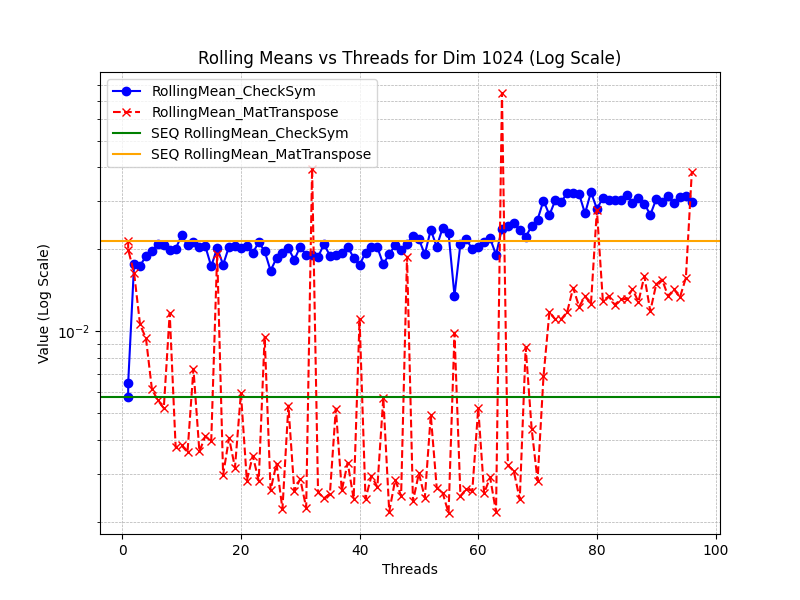 Rolling Means vs Threads for Dim 1024 (Log Scale)
RollingMean_CheckSym
RollingMean_MatTranspose
SEQ RollingMean_CheckSym
SEQ RollingMean_MatTranspose
Value (Log Scale)
10⁻²
0 20 40 60 80 100
Threads